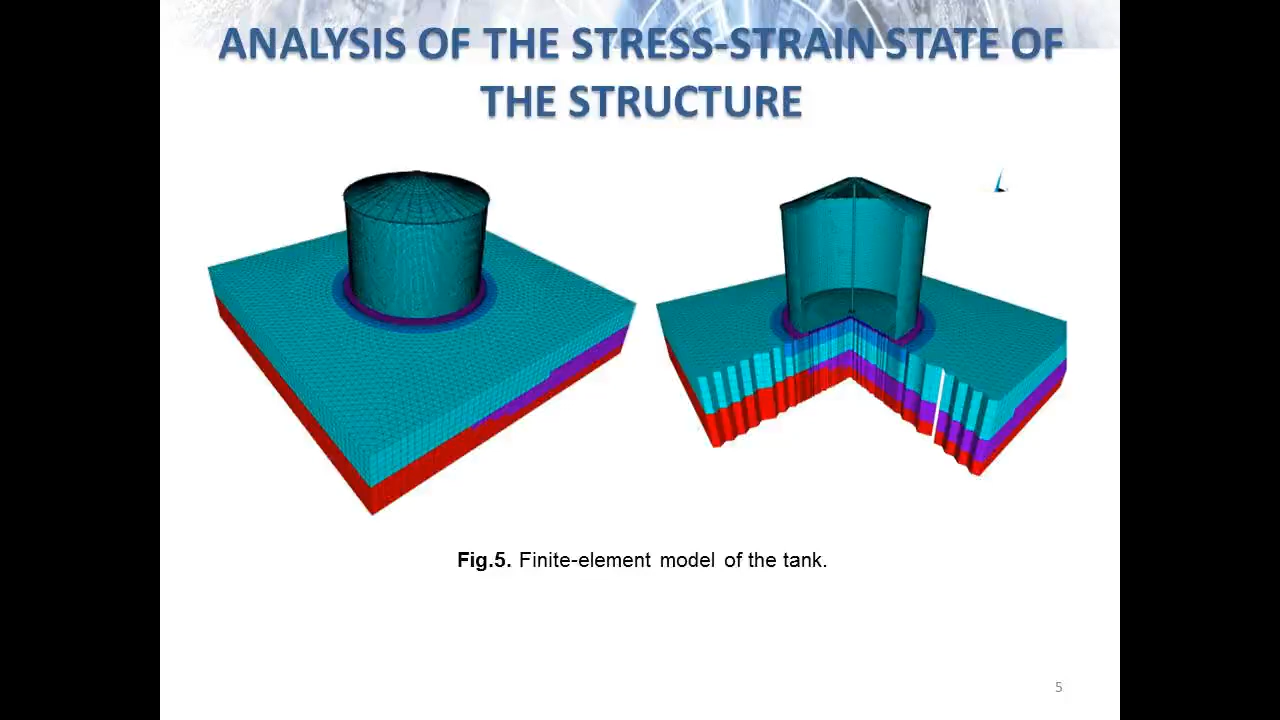 ANALYSIS OF THE STRESS-STRAIN STATE OF
THE STRUCTURE
Fig.5. Finite-element model of the tank.
5